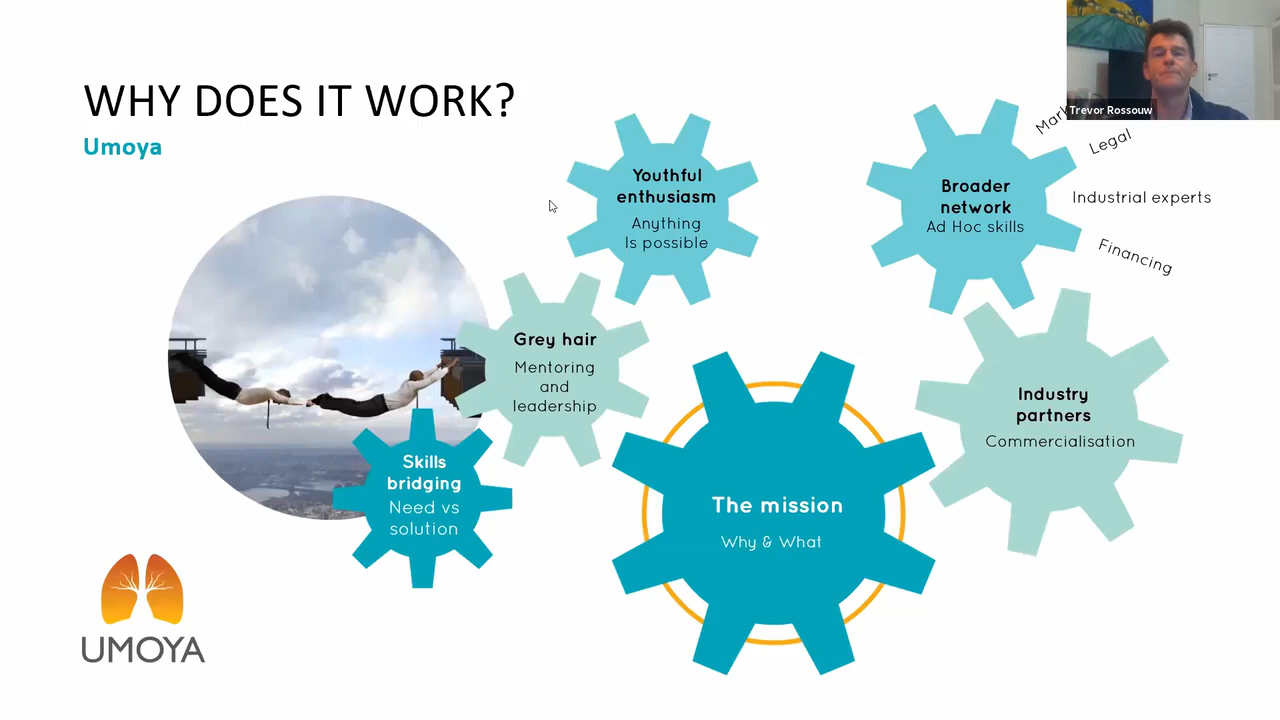 WHY DOES IT WORK?
Umoya
Trevor Rossouw
Legal
Industrial experts
Financing
Youthful
enthusiasm
Anything
Is possible
Broader
network
Ad Hoc skills
Grey hair
Mentoring
and
leadership
Industry
partners
Commercialisation
Skills
bridging
Need vs
solution
The mission
Why & What
UMOYA